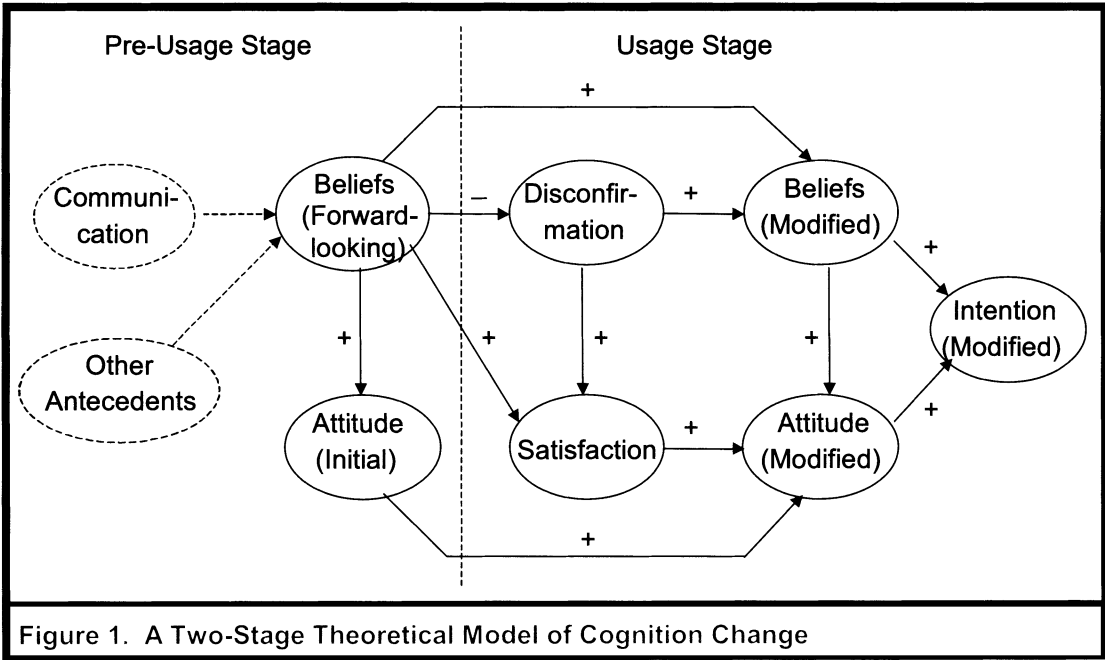 Pre-Usage Stage
Usage Stage
+
Communi-
cation
Beliefs
(Forward-
looking)
–
Disconfir-
mation
+
Beliefs
(Modified)
+
Intention
(Modified)
Other
Antecedents
+
+
+
+
+
Attitude
(Initial)
Satisfaction
+
Attitude
(Modified)
+
Figure 1. A Two-Stage Theoretical Model of Cognition Change